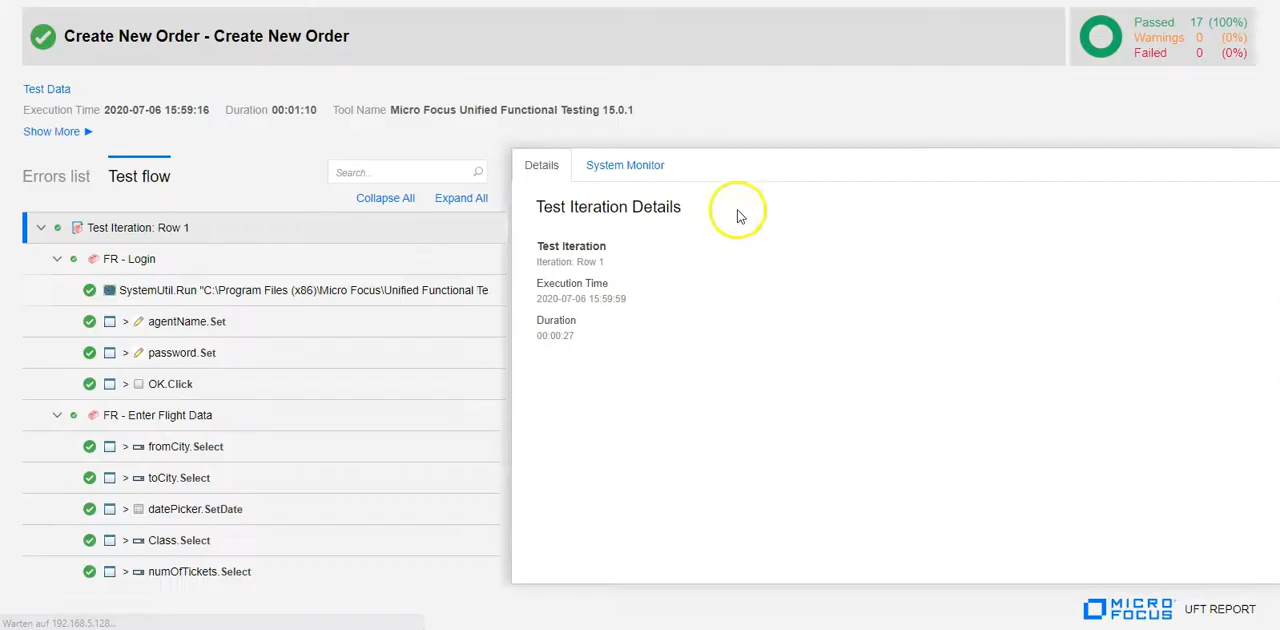 Create New Order - Create New Order
Passed 17 (100%)
Warnings 0 (0%)
Failed 0 (0%)
Test Data
Execution Time 2020-07-06 15:59:16 Duration 00:01:10 Tool Name Micro Focus Unified Functional Testing 15.0.1
Show More ▶
Errors list Test flow
Search...
Collapse All Expand All
Test Iteration: Row 1
FR - Login
SystemUtil.Run "C:\Program Files (x86)\Micro Focus\Unified Functional Te
> agentName.Set
> password.Set
> OK.Click
FR - Enter Flight Data
> fromCity.Select
> toCity.Select
> datePicker.SetDate
> Class.Select
> numOfTickets.Select
Details System Monitor
Test Iteration Details
Test Iteration
Iteration: Row 1
Execution Time
2020-07-06 15:59:59
Duration
00:00:27
MICRO FOCUS UFT REPORT
Warten auf 192.168.5.128...